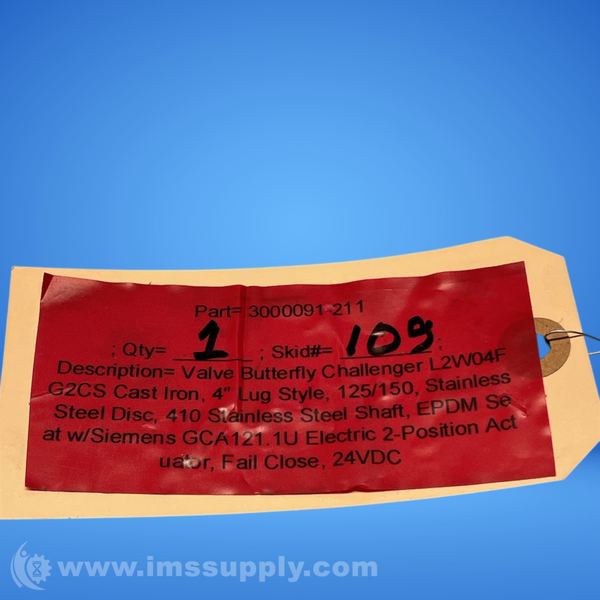 Part= 3000091-211
; Qty= 1 ; Skid#= 109 ;
Description= Valve Butterfly Challenger L2W04F
G2CS Cast Iron, 4" Lug Style, 125/150, Stainless
Steel Disc, 410 Stainless Steel Shaft, EPDM Se
at w/Siemens GCA121.1U Electric 2-Position Act
uator, Fail Close, 24VDC
www.imssupply.com